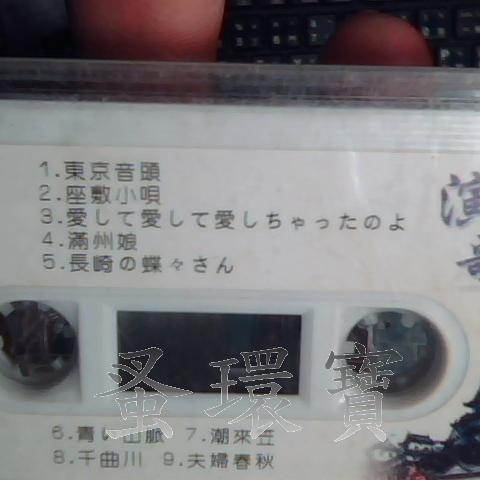 1.東京音頭
2.座敷小唄
3.愛して愛して愛しちゃったのよ
4.滿州娘
5.長崎の蝶々さん
演歌
6.青い山脈 7.潮來笠
8.千曲川 9.夫婦春秋
蚤環寶